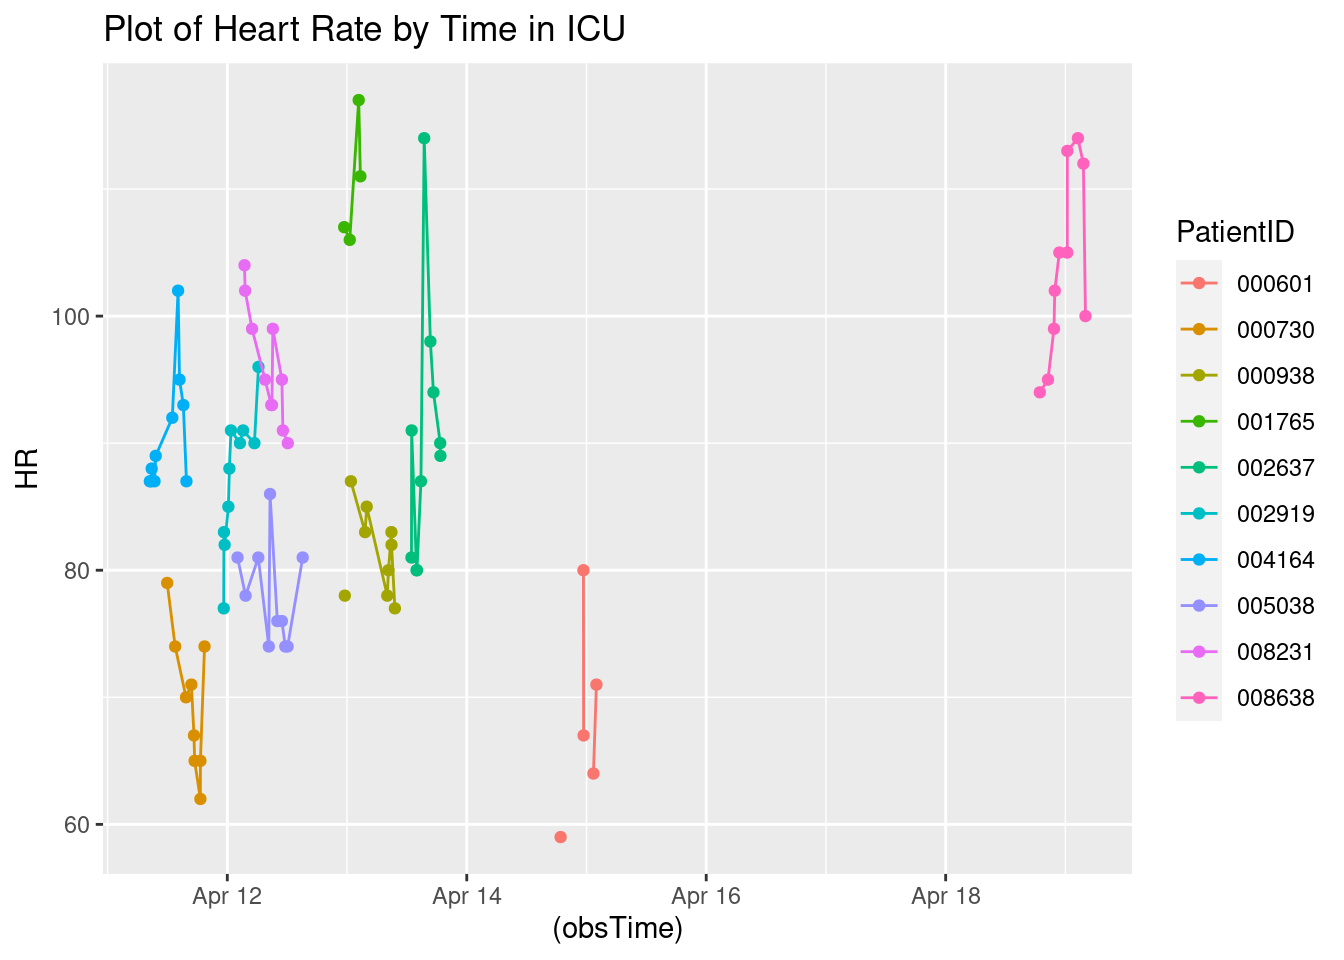 Plot of Heart Rate by Time in ICU
HR
100
80
60
Apr 12
Apr 14
Apr 16
Apr 18
(obsTime)
PatientID
000601
000730
000938
001765
002637
002919
004164
005038
008231
008638